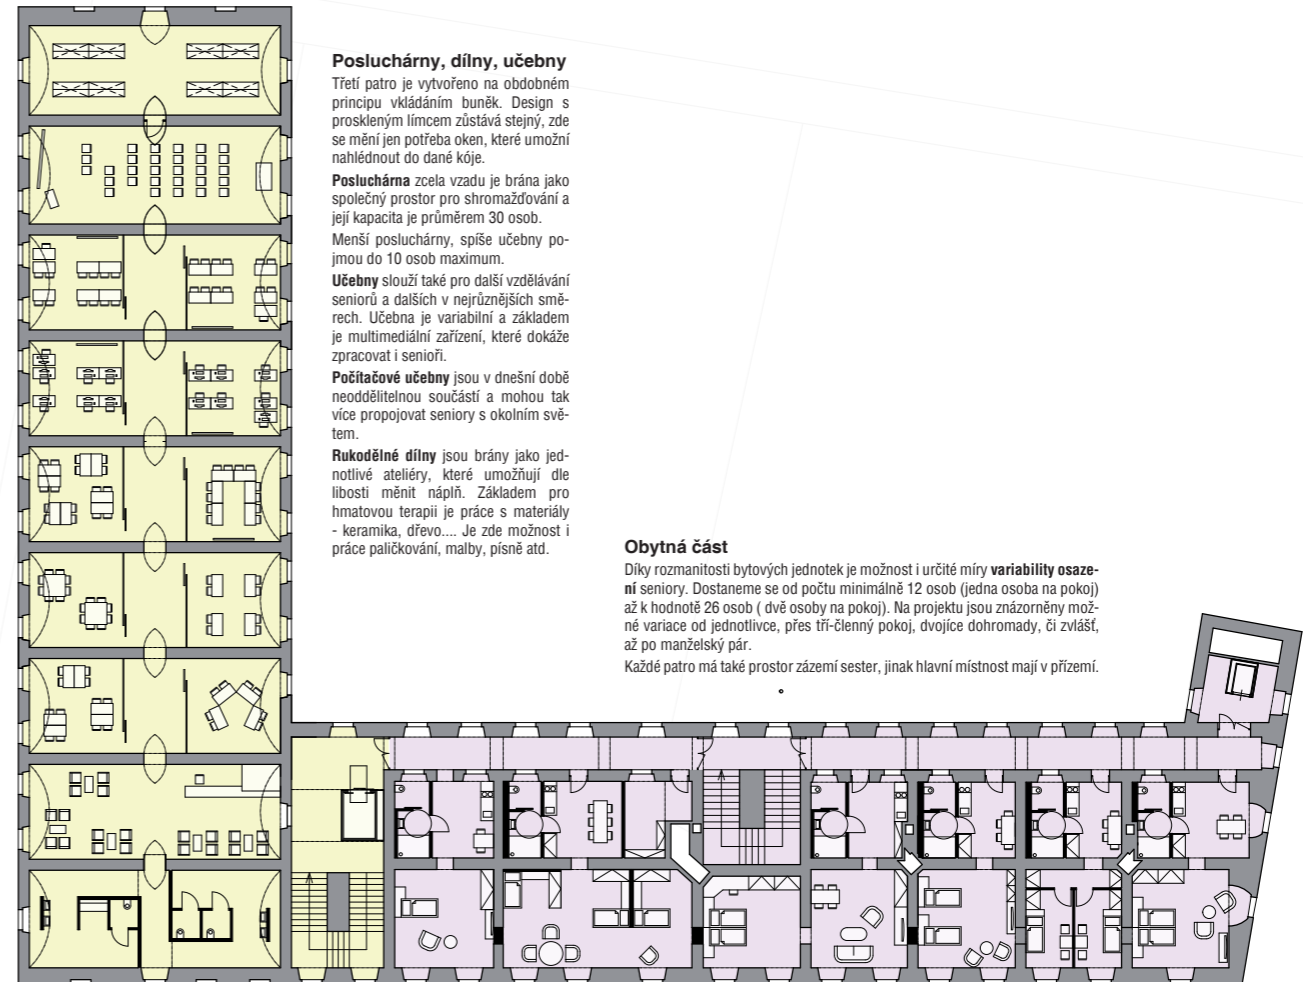 Posluchárny, dílny, učebny
Třetí patro je vytvořeno na obdobném
principu vkládáním buněk. Design s
proskleným límcem zůstává stejný, zde
se mění jen potřeba oken, které umožní
nahlédnout do dané kóje.
Posluchárna zcela vzadu je brána jako
společný prostor pro shromažďování a
její kapacita je průměrem 30 osob.
Menší posluchárny, spíše učebny po-
jmou do 10 osob maximum.
Učebny slouží také pro další vzdělávání
seniorů a dalších v nejrůznějších smě-
rech. Učebna je variabilní a základem
je multimediální zařízení, které dokáže
zpracovat i senioři.
Počítačové učebny jsou v dnešní době
neoddělitelnou součástí a mohou tak
více propojovat seniory s okolním svě-
tem.
Rukodělné dílny jsou brány jako jed-
notlivé ateliéry, které umožňují dle
libosti měnit náplň. Základem pro
hmatovou terapii je práce s materiály
- keramika, dřevo.... Je zde možnost i
práce paličkování, malby, písně atd.
Obytná část
Díky rozmanitosti bytových jednotek je možnost i určité míry variability osaze-
ní seniory. Dostaneme se od počtu minimálně 12 osob (jedna osoba na pokoj)
až k hodnotě 26 osob ( dvě osoby na pokoj). Na projektu jsou znázorněny mož-
né variace od jednotlivce, přes tří-členný pokoj, dvojíce dohromady, či zvlášť,
až po manželský pár.
Každé patro má také prostor zázemí sester, jinak hlavní místnost mají v přízemí.